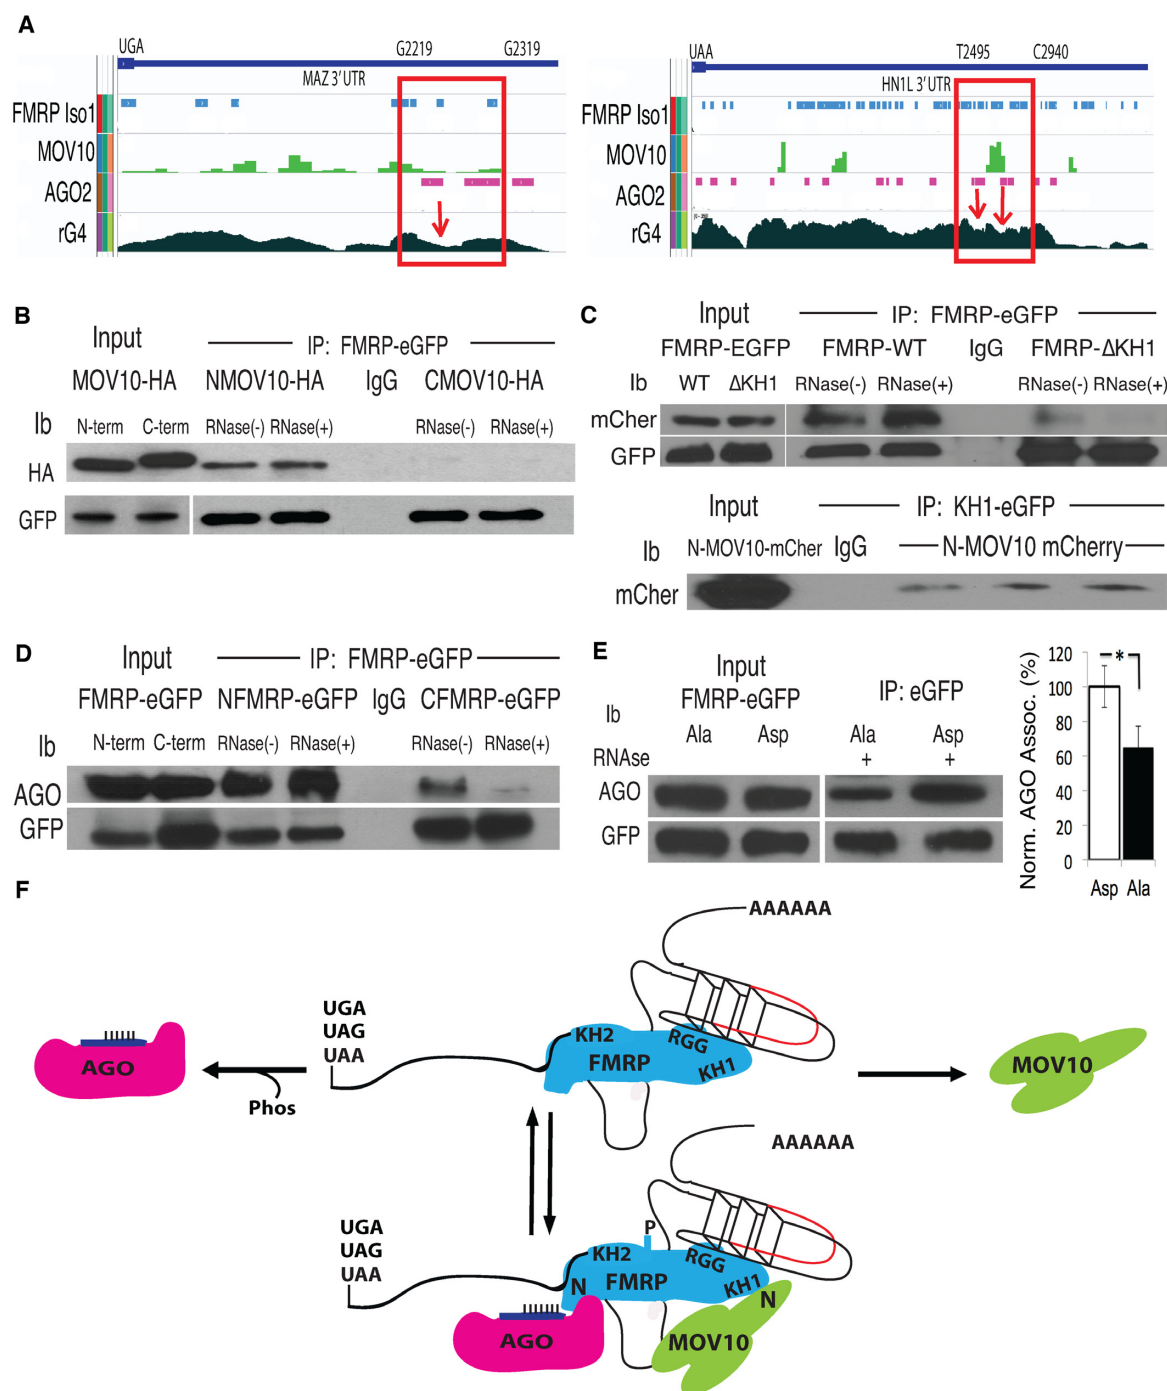 A
UGA G2219 G2319
MAZ 3' UTR
FMRP Iso1
MOV10
AGO2
rG4
UAA T2495 C2940
HN1L 3' UTR
FMRP Iso1
MOV10
AGO2
rG4
B
Input IP: FMRP-eGFP
MOV10-HA NMOV10-HA IgG CMOV10-HA
Ib N-term C-term RNase(-) RNase(+) RNase(-) RNase(+)
HA
GFP
C
Input IP: FMRP-eGFP
FMRP-EGFP FMRP-WT IgG FMRP-ΔKH1
Ib WT ΔKH1 RNase(-) RNase(+) RNase(-) RNase(+)
mCher
GFP
Input IP: KH1-eGFP
Ib N-MOV10-mCher IgG N-MOV10 mCherry
mCher
D
Input IP: FMRP-eGFP
FMRP-eGFP NFMRP-eGFP IgG CFMRP-eGFP
Ib N-term C-term RNase(-) RNase(+) RNase(-) RNase(+)
AGO
GFP
E
Input IP: eGFP
FMRP-eGFP
Ib Ala Asp Ala Asp
RNAse + +
AGO
GFP
Norm. AGO Assoc. (%)
120
100
80
60
40
20
0
*
Asp Ala
F
AAAAAA
UGA
UAG
UAA
KH2 RGG
FMRP KH1
AGO
Phos
MOV10
AAAAAA
UGA
UAG
UAA
P
KH2 RGG
N FMRP KH1 N
AGO
MOV10